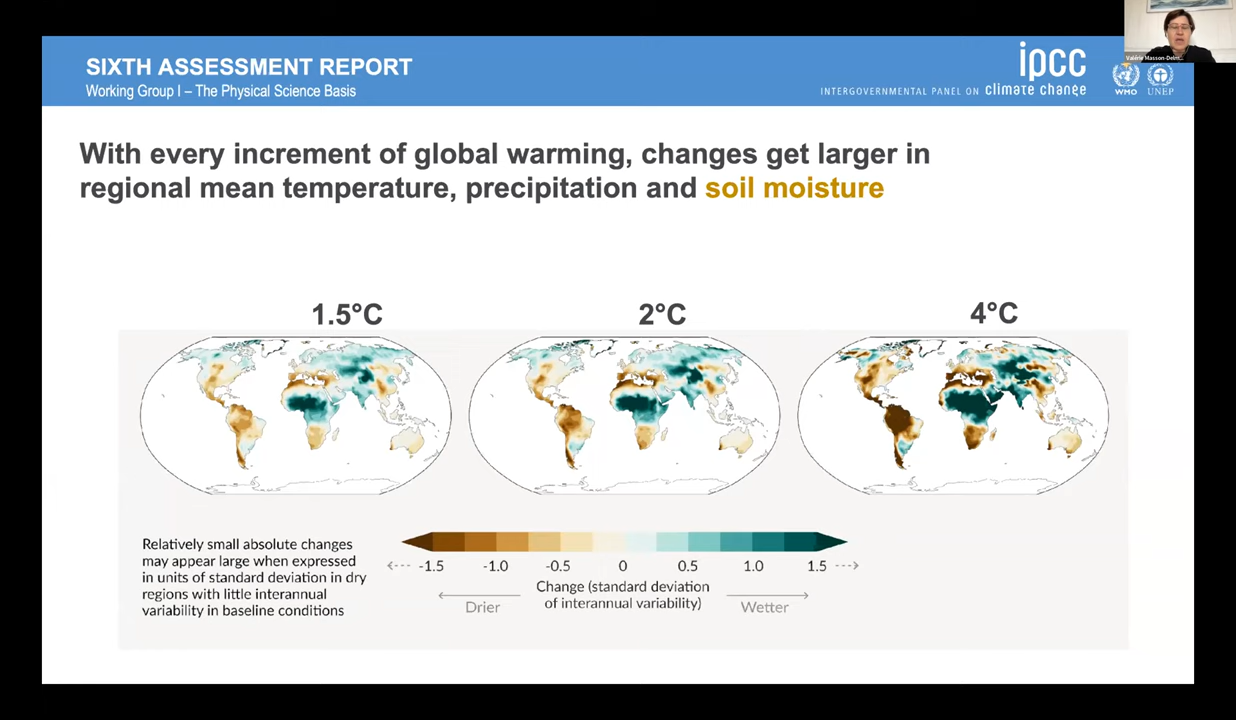 SIXTH ASSESSMENT REPORT
Working Group I – The Physical Science Basis
ipcc
INTERGOVERNMENTAL PANEL ON climate change
WMO
UNEP
Valérie Masson-Delm...
With every increment of global warming, changes get larger in
regional mean temperature, precipitation and soil moisture
1.5°C
2°C
4°C
Relatively small absolute changes
may appear large when expressed
in units of standard deviation in dry
regions with little interannual
variability in baseline conditions
-1.5 -1.0 -0.5 0 0.5 1.0 1.5
Change (standard deviation
of interannual variability)
Drier
Wetter